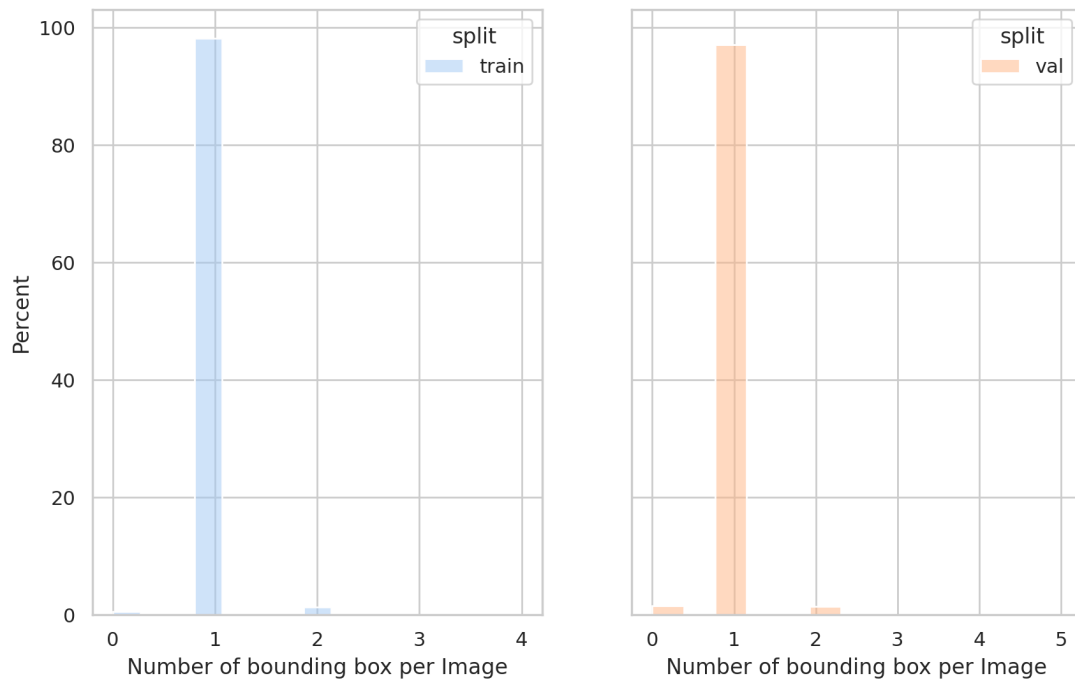 100
80
60
40
20
0
Percent
split
train
0 1 2 3 4
Number of bounding box per Image
split
val
0 1 2 3 4 5
Number of bounding box per Image